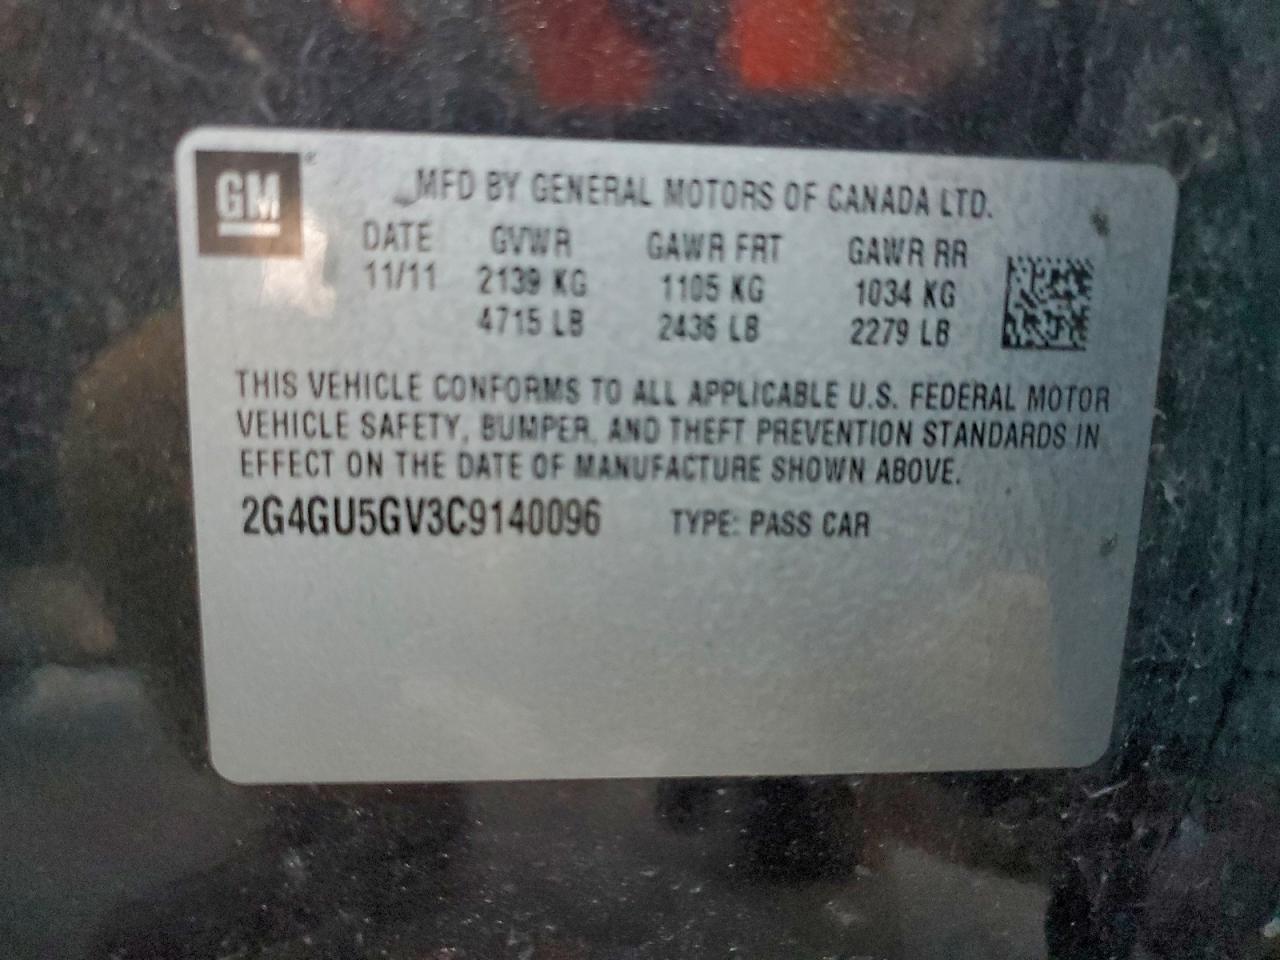 GM
MFD BY GENERAL MOTORS OF CANADA LTD.
DATE GVWR GAWR FRT GAWR RR
11/11 2139 KG 1105 KG 1034 KG
4715 LB 2436 LB 2279 LB
THIS VEHICLE CONFORMS TO ALL APPLICABLE U.S. FEDERAL MOTOR
VEHICLE SAFETY, BUMPER, AND THEFT PREVENTION STANDARDS IN
EFFECT ON THE DATE OF MANUFACTURE SHOWN ABOVE.
2G4GU5GV3C9140096 TYPE: PASS CAR